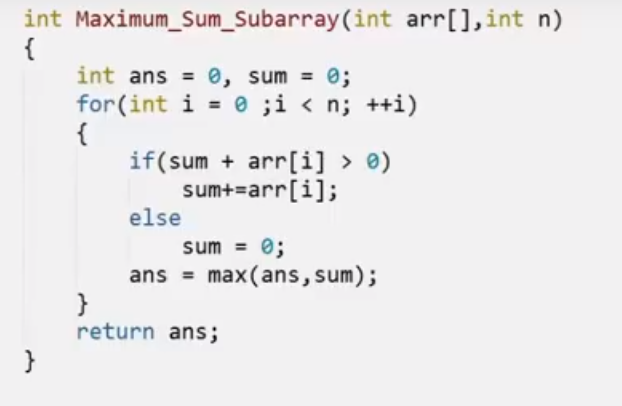 int Maximum_Sum_Subarray(int arr[],int n)
{
    int ans = 0, sum = 0;
    for(int i = 0 ;i < n; ++i)
    {
        if(sum + arr[i] > 0)
            sum+=arr[i];
        else
            sum = 0;
        ans = max(ans,sum);
    }
    return ans;
}